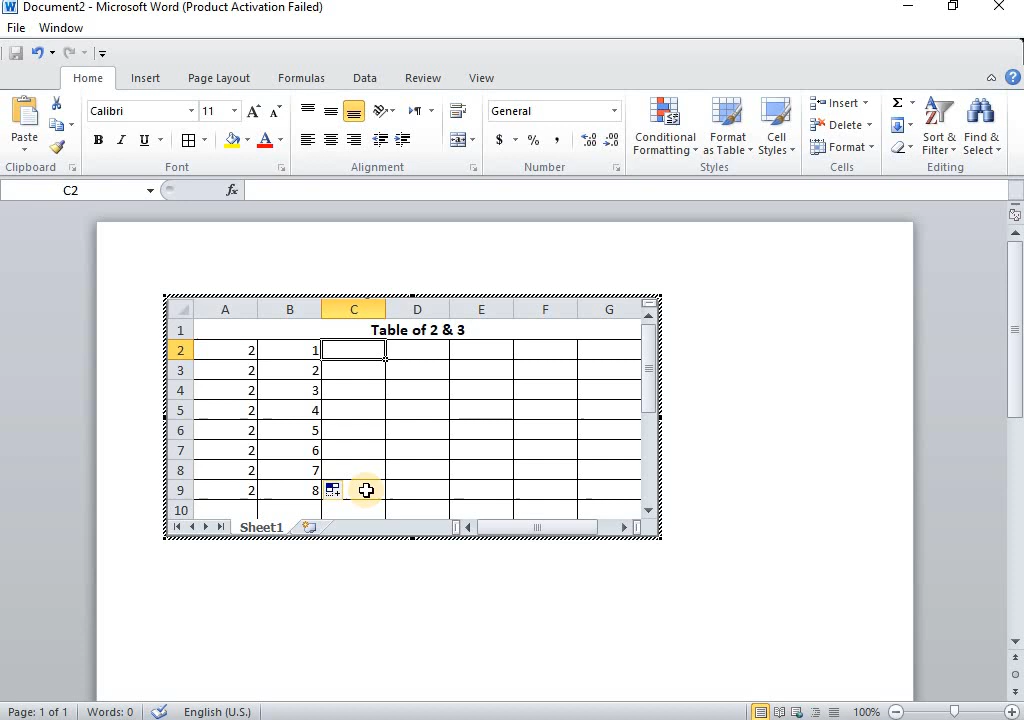 Document2 - Microsoft Word (Product Activation Failed)
File Window
Home Insert Page Layout Formulas Data Review View
Paste
Calibri 11
B I U A
General
$ % ,
Conditional Formatting
Format as Table
Cell Styles
Insert
Delete
Format
Σ
Sort & Filter
Find & Select
Clipboard Font Alignment Number Styles Cells Editing
C2 fx
A B C D E F G
1 Table of 2 & 3
2 2 1
3 2 2
4 2 3
5 2 4
6 2 5
7 2 6
8 2 7
9 2 8
10
Sheet1
Page: 1 of 1 Words: 0 English (U.S.) 100%